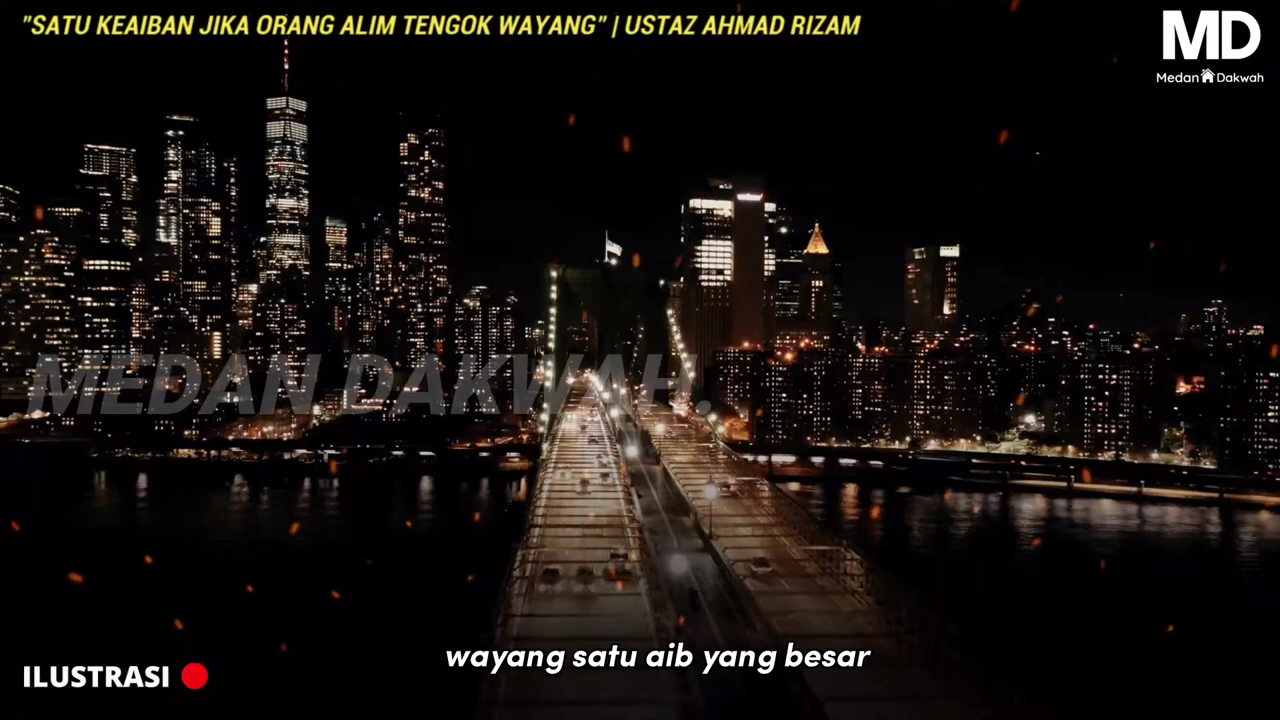 "SATU KEAIBAN JIKA ORANG ALIM TENGOK WAYANG" | USTAZ AHMAD RIZAM
MD
Medan Dakwah
MEDAN DAKWAH.
wayang satu aib yang besar
ILUSTRASI